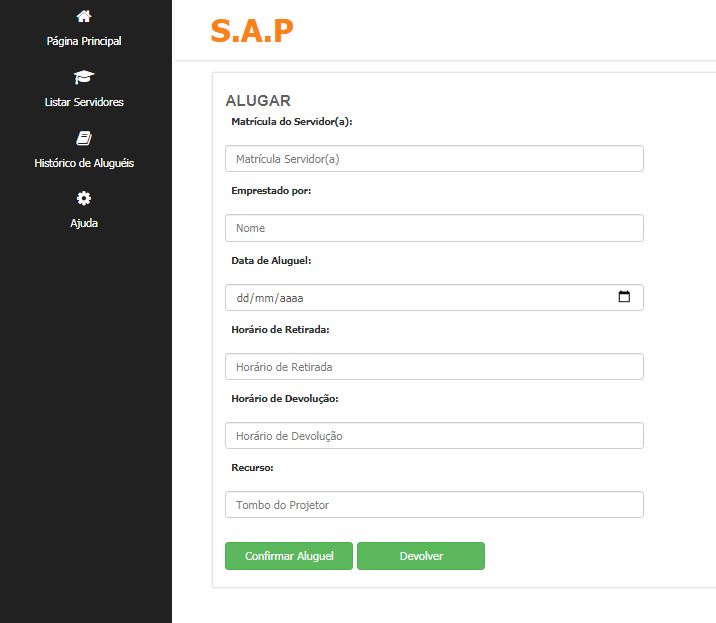 Página Principal
Listar Servidores
Histórico de Aluguéis
Ajuda
S.A.P
ALUGAR
Matrícula do Servidor(a):
Matrícula Servidor(a)
Emprestado por:
Nome
Data de Aluguel:
dd/mm/aaaa
Horário de Retirada:
Horário de Retirada
Horário de Devolução:
Horário de Devolução
Recurso:
Tombo do Projetor
Confirmar Aluguel Devolver